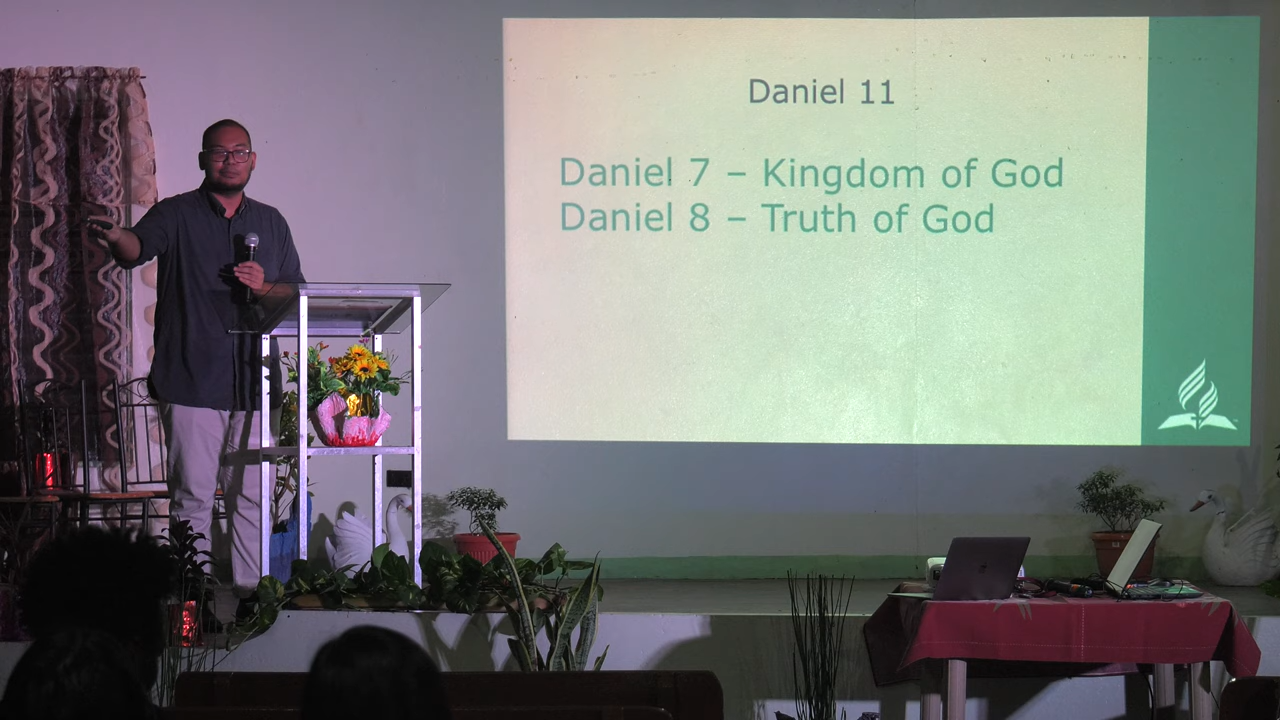 Daniel 11
Daniel 7 – Kingdom of God
Daniel 8 – Truth of God